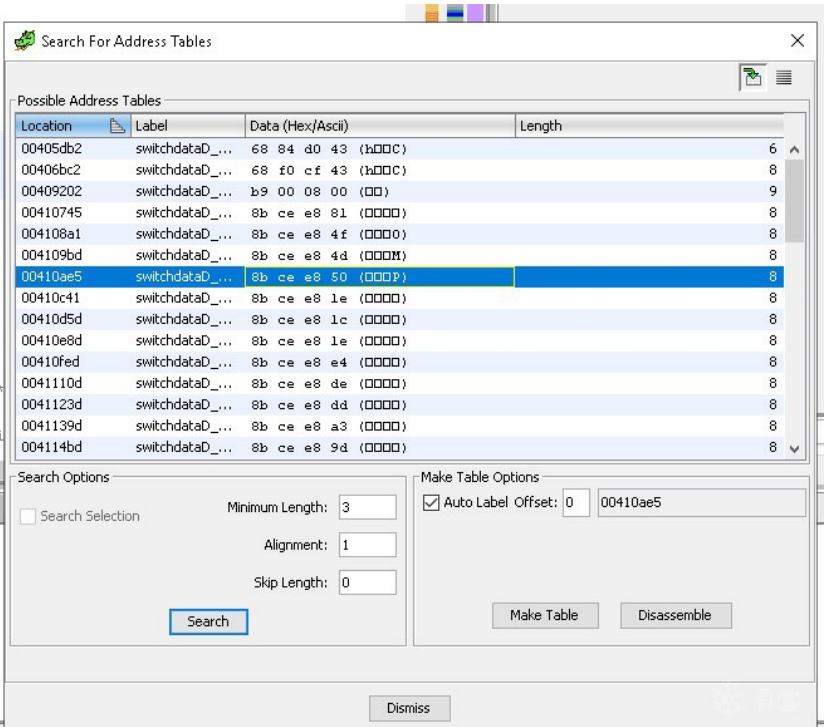 Search For Address Tables
Possible Address Tables
Location Label Data (Hex/Ascii) Length
00405db2 switchdataD_... 68 84 d0 43 (h□□C) 6
00406bc2 switchdataD_... 68 f0 cf 43 (h□□C) 8
00409202 switchdataD_... b9 00 08 00 (□□) 9
00410745 switchdataD_... 8b ce e8 81 (□□□□) 8
004108a1 switchdataD_... 8b ce e8 4f (□□□O) 8
004109bd switchdataD_... 8b ce e8 4d (□□□M) 8
00410ae5 switchdataD_... 8b ce e8 50 (□□□P) 8
00410c41 switchdataD_... 8b ce e8 1e (□□□□) 8
00410d5d switchdataD_... 8b ce e8 1c (□□□□) 8
00410e8d switchdataD_... 8b ce e8 1e (□□□□) 8
00410fed switchdataD_... 8b ce e8 e4 (□□□□) 8
0041110d switchdataD_... 8b ce e8 de (□□□□) 8
0041123d switchdataD_... 8b ce e8 dd (□□□□) 8
0041139d switchdataD_... 8b ce e8 a3 (□□□□) 8
004114bd switchdataD_... 8b ce e8 9d (□□□□) 8
Search Options
Search Selection
Minimum Length: 3
Alignment: 1
Skip Length: 0
Search
Make Table Options
Auto Label Offset: 0 00410ae5
Make Table Disassemble
Dismiss